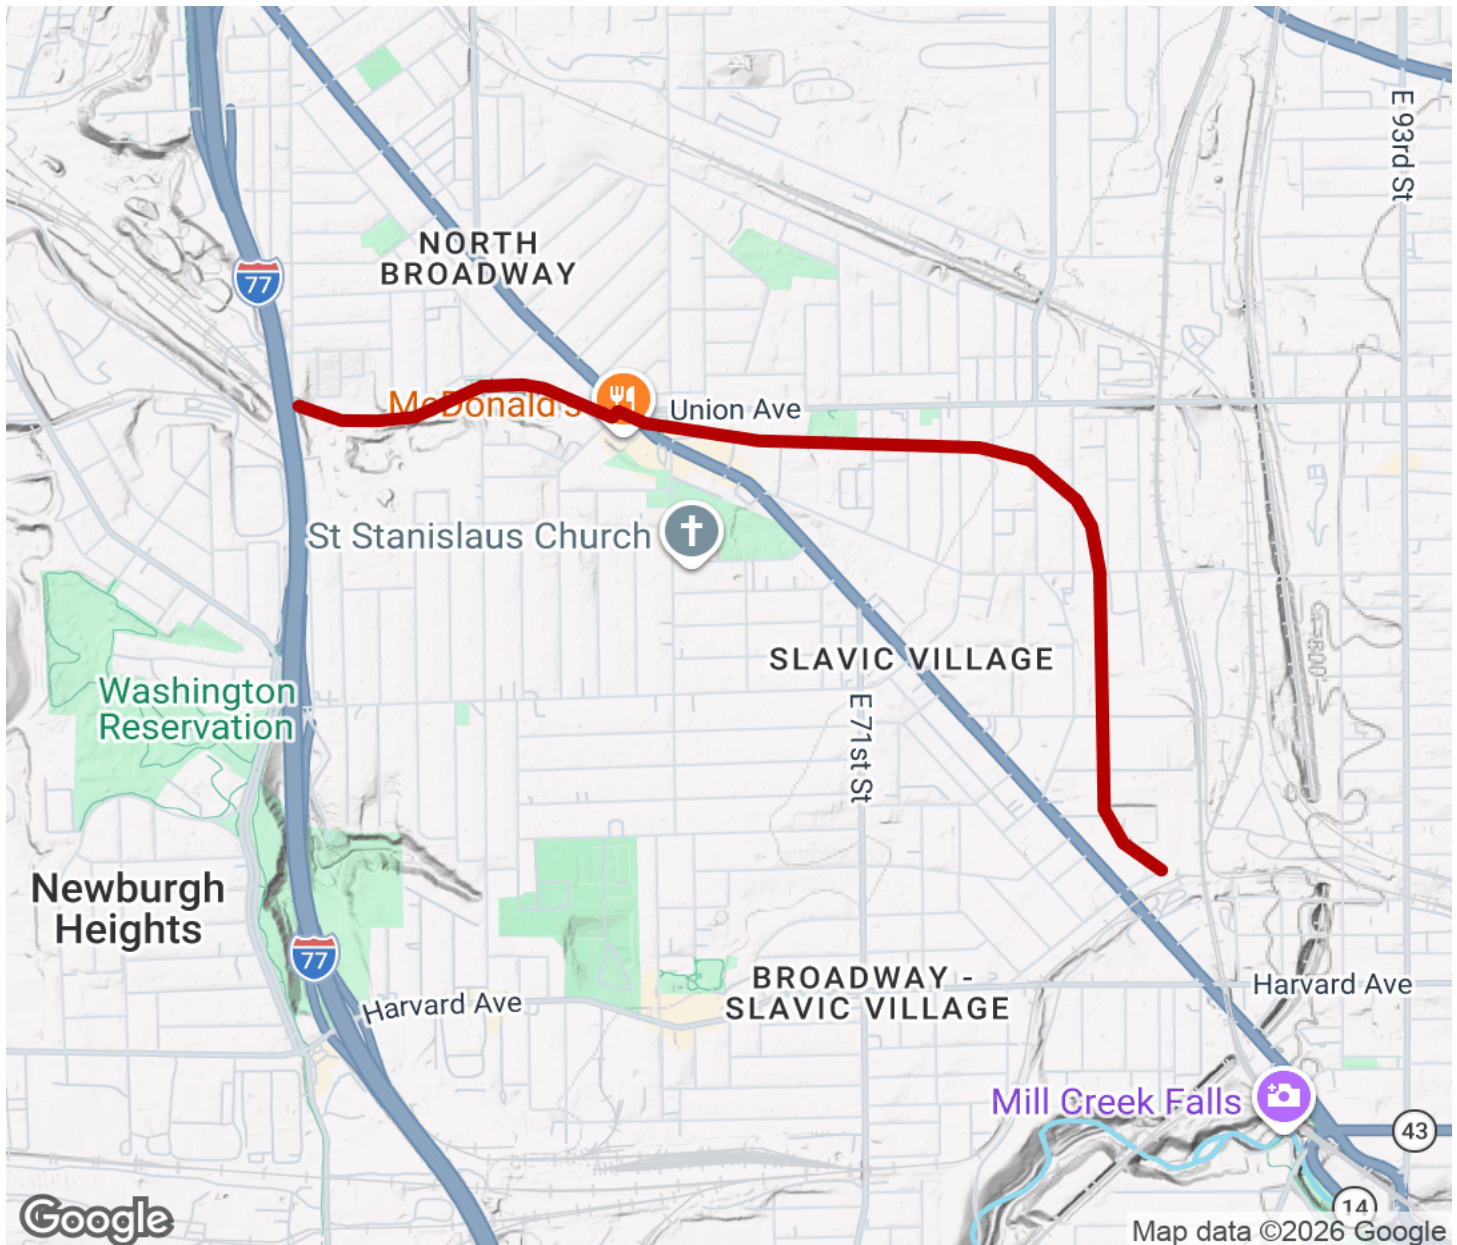 E 93rd St
NORTH
BROADWAY
77
McDonald's
Union Ave
St Stanislaus Church
SLAVIC VILLAGE
Washington
Reservation
E 71st St
Newburgh
Heights
77
BROADWAY -
SLAVIC VILLAGE
Harvard Ave
Harvard Ave
Mill Creek Falls
43
14
Google
Map data ©2026 Google